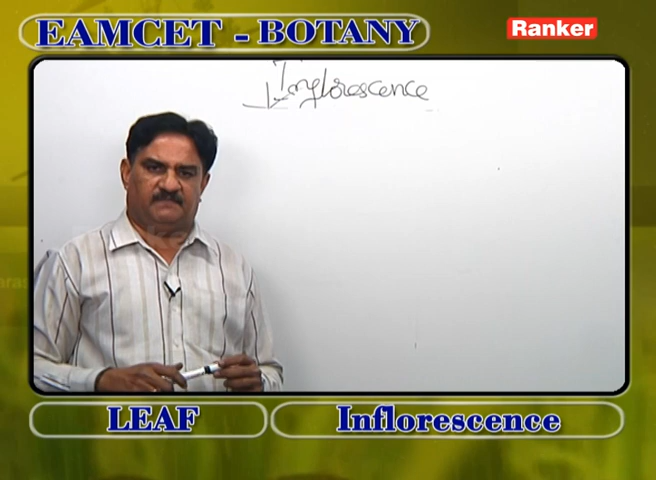 EAMCET - BOTANY
Ranker
Inflorescence
LEAF
Inflorescence